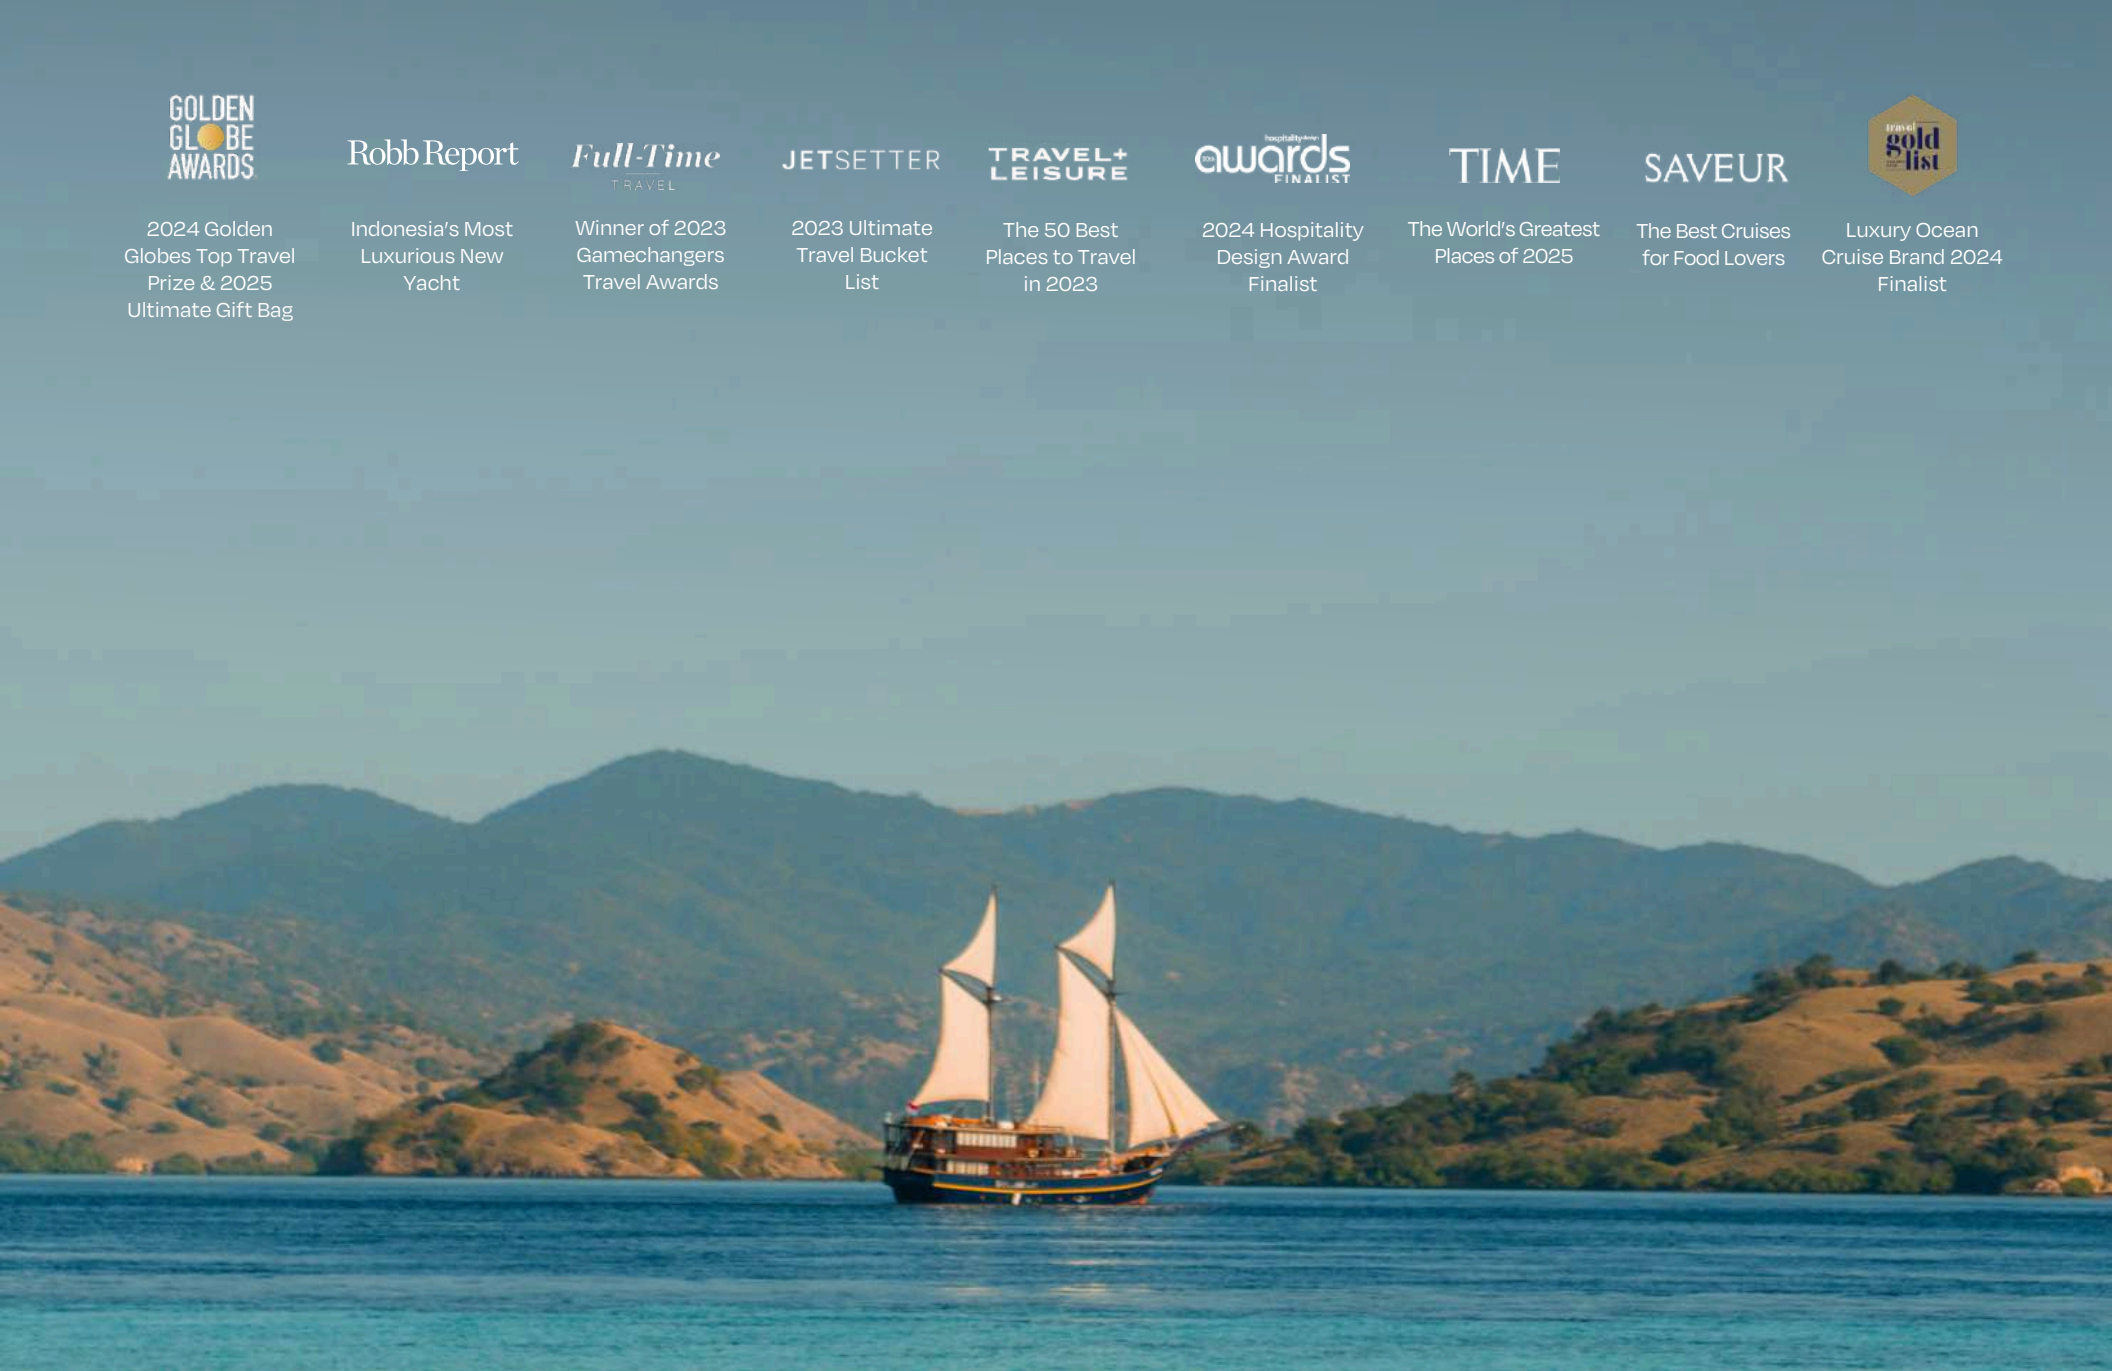 GOLDEN
GLOBE
AWARDS
2024 Golden
Globes Top Travel
Prize & 2025
Ultimate Gift Bag
Robb Report
Indonesia's Most
Luxurious New
Yacht
Full-Time
TRAVEL
Winner of 2023
Gamechangers
Travel Awards
JETSETTER
2023 Ultimate
Travel Bucket
List
TRAVEL+
LEISURE
The 50 Best
Places to Travel
in 2023
hospitality design
awards
FINALIST
2024 Hospitality
Design Award
Finalist
TIME
The World's Greatest
Places of 2025
SAVEUR
The Best Cruises
for Food Lovers
travel
gold
list
Luxury Ocean
Cruise Brand 2024
Finalist